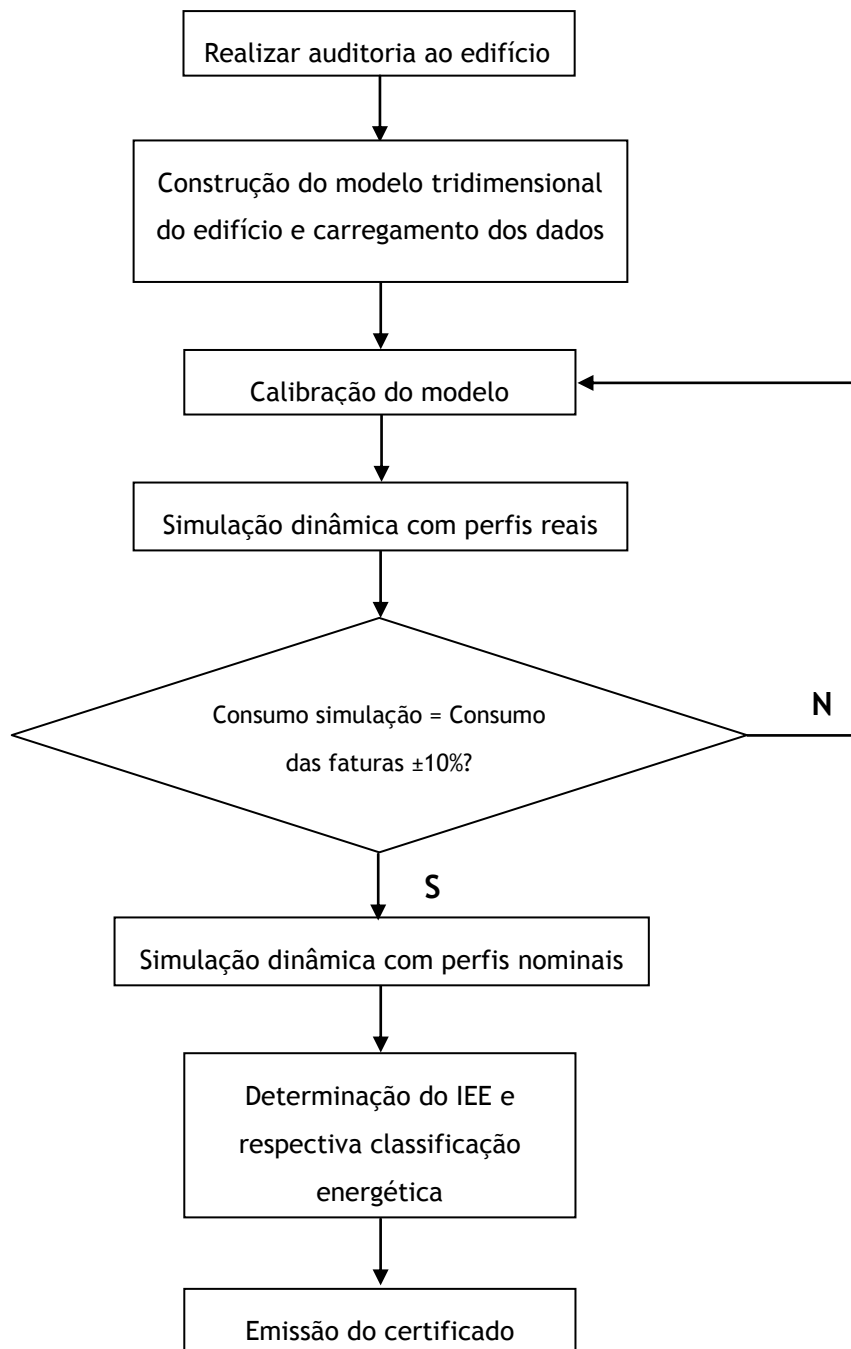 Realizar auditoria ao edifício
Construção do modelo tridimensional
do edifício e carregamento dos dados
Calibração do modelo
Simulação dinâmica com perfis reais
Consumo simulação = Consumo
das faturas ±10%?
N
S
Simulação dinâmica com perfis nominais
Determinação do IEE e
respectiva classificação
energética
Emissão do certificado